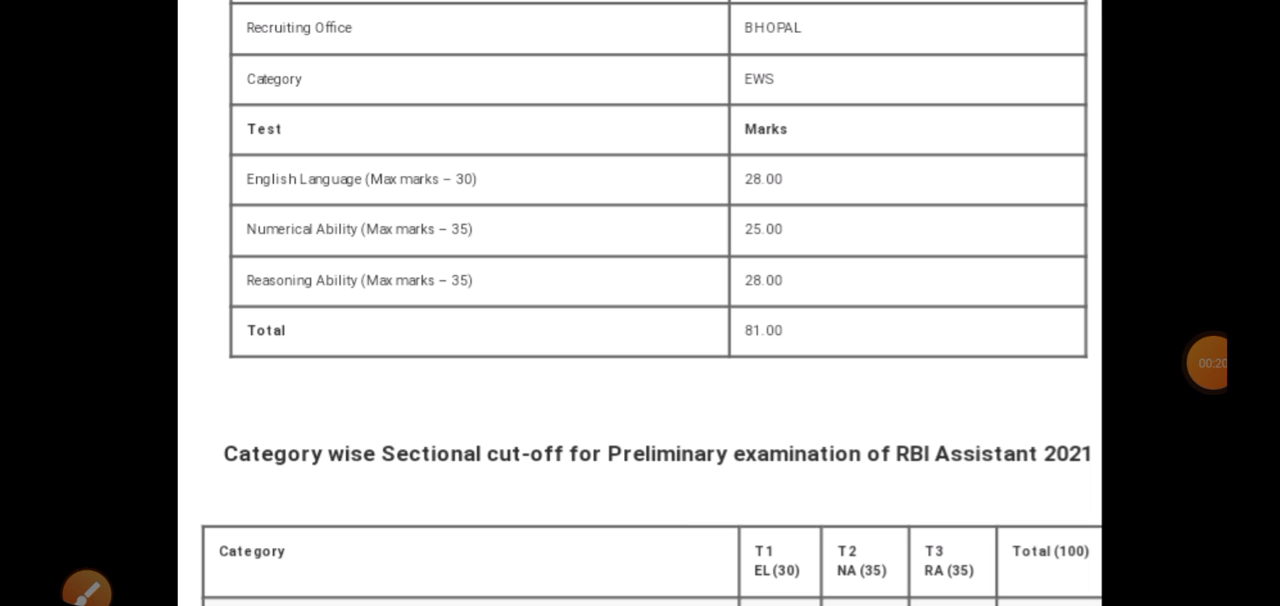 Recruiting Office BHOPAL
Category EWS
Test Marks
English Language (Max marks – 30) 28.00
Numerical Ability (Max marks – 35) 25.00
Reasoning Ability (Max marks – 35) 28.00
Total 81.00
Category wise Sectional cut-off for Preliminary examination of RBI Assistant 2021
Category T1 T2 T3 Total (100)
EL (30) NA (35) RA (35)
00:20